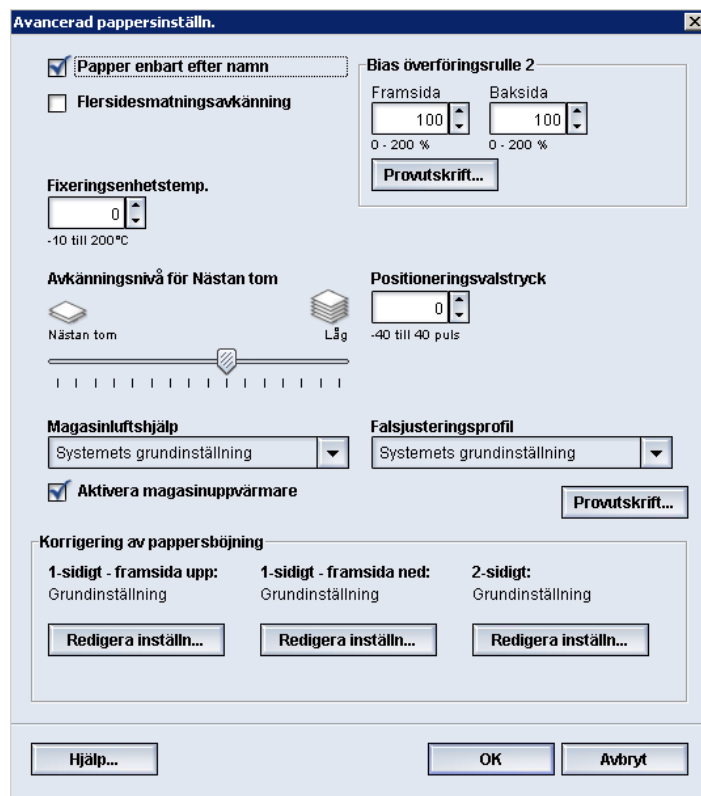 Avancerad pappersinställn.
Papper enbart efter namn
Flersidesmatningsavkänning
Bias överföringsrulle 2
Framsida Baksida
100 100
0 - 200 % 0 - 200 %
Provutskrift...
Fixeringsenhetstemp.
0
-10 till 200°C
Avkänningsnivå för Nästan tom
Nästan tom Låg
Positioneringsvalstryck
0
-40 till 40 puls
Magasinluftshjälp
Systemets grundinställning
Falsjusteringsprofil
Systemets grundinställning
Aktivera magasinuppvärmare
Provutskrift...
Korrigering av pappersböjning
1-sidigt - framsida upp: 1-sidigt - framsida ned: 2-sidigt:
Grundinställning Grundinställning Grundinställning
Redigera inställn... Redigera inställn... Redigera inställn...
Hjälp... OK Avbryt